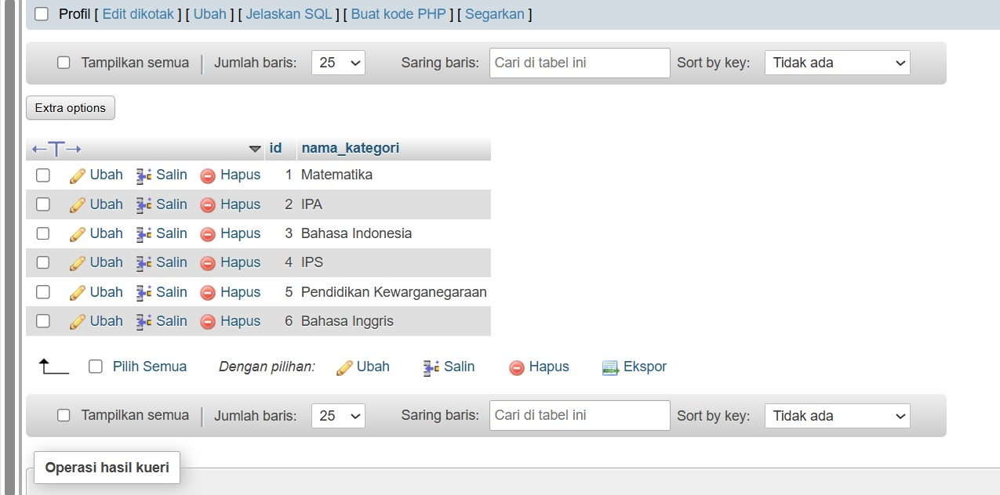 Profil [ Edit dikotak ] [ Ubah ] [ Jelaskan SQL ] [ Buat kode PHP ] [ Segarkan ]
Tampilkan semua | Jumlah baris: 25 Saring baris: Cari di tabel ini Sort by key: Tidak ada
Extra options
←T→ id nama_kategori
Ubah Salin Hapus 1 Matematika
Ubah Salin Hapus 2 IPA
Ubah Salin Hapus 3 Bahasa Indonesia
Ubah Salin Hapus 4 IPS
Ubah Salin Hapus 5 Pendidikan Kewarganegaraan
Ubah Salin Hapus 6 Bahasa Inggris
Pilih Semua Dengan pilihan: Ubah Salin Hapus Ekspor
Tampilkan semua | Jumlah baris: 25 Saring baris: Cari di tabel ini Sort by key: Tidak ada
Operasi hasil kueri